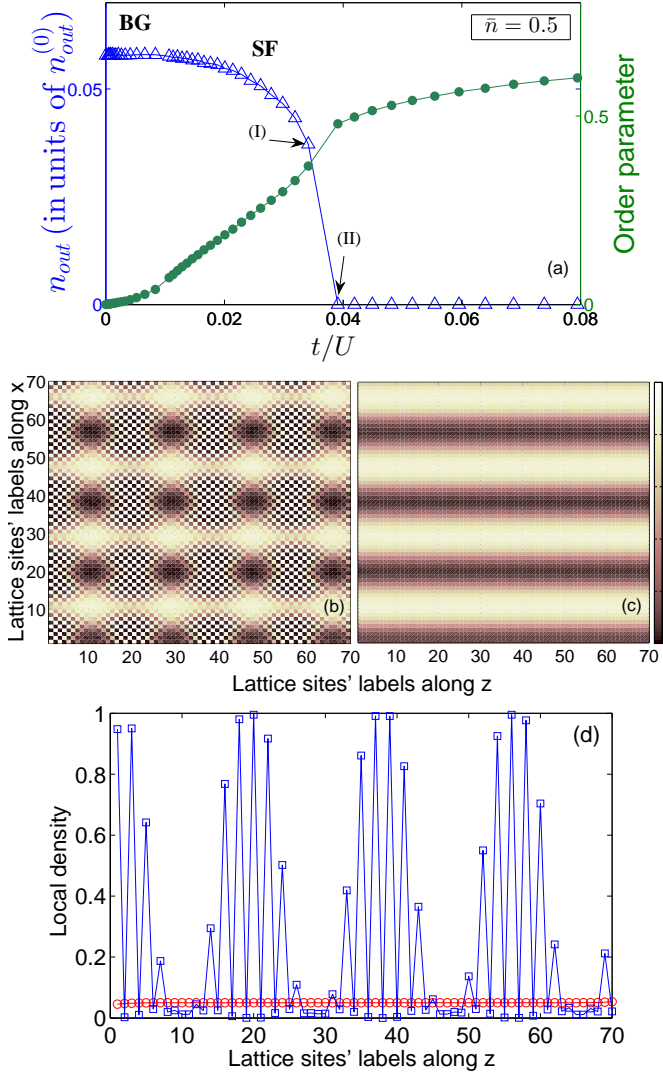 BG
SF
n̄ = 0.5
0.05
0.5
n_out (in units of n_out^(0))
Order parameter
(I)
(II)
(a)
0
0
0
0.02
0.04
0.06
0.08
t/U
Lattice sites' labels along x
70
60
50
40
30
20
10
(b)
(c)
10 20 30 40 50 60 70
10 20 30 40 50 60 70
Lattice sites' labels along z
(d)
Local density
1
0.8
0.6
0.4
0.2
0
0 10 20 30 40 50 60 70
Lattice sites' labels along z